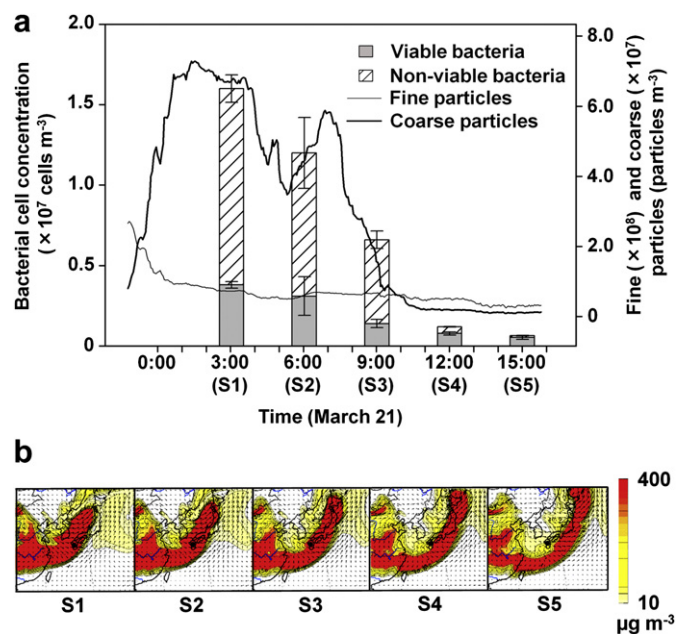 a
2.0
1.5
1.0
0.5
0
Bacterial cell concentration
(×10⁷ cells m⁻³)
Viable bacteria
Non-viable bacteria
Fine particles
Coarse particles
8.0
6.0
4.0
2.0
0
Fine (×10⁸) and coarse (×10⁷)
particles (particles m⁻³)
0:00 3:00 6:00 9:00 12:00 15:00
(S1) (S2) (S3) (S4) (S5)
Time (March 21)
b
400
10
µg m⁻³
S1 S2 S3 S4 S5